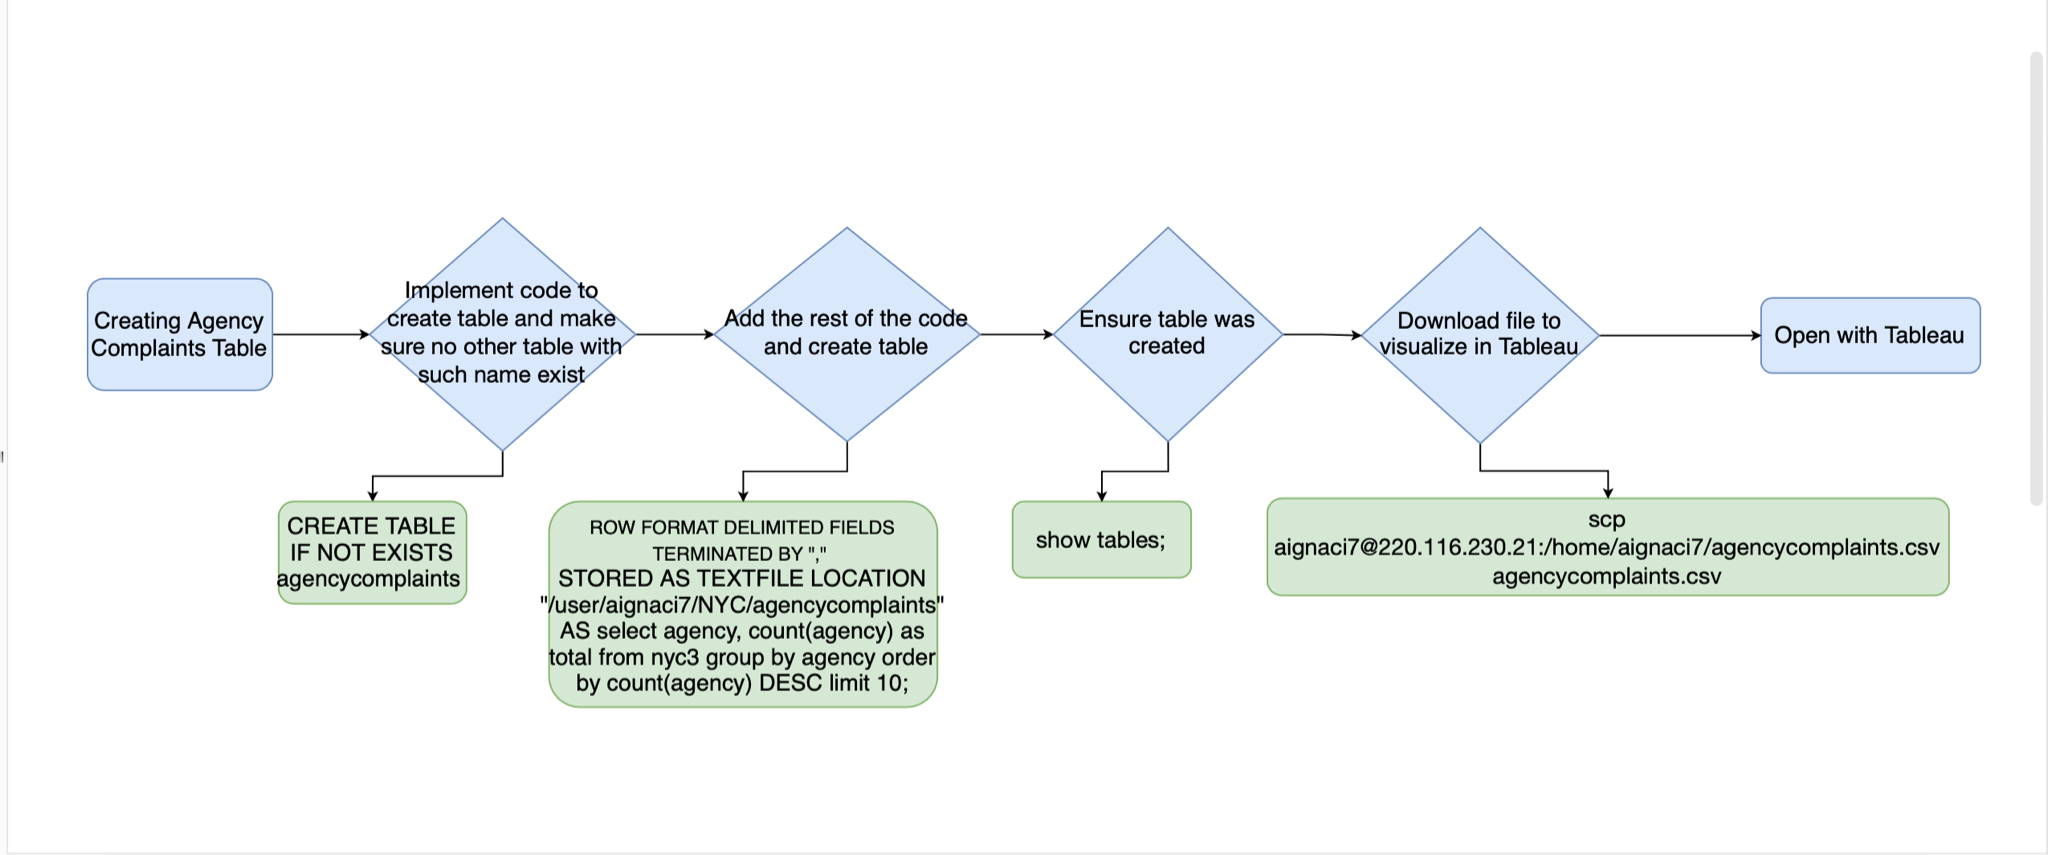 Creating Agency
Complaints Table
Implement code to
create table and make
sure no other table with
such name exist
Add the rest of the code
and create table
Ensure table was
created
Download file to
visualize in Tableau
Open with Tableau
CREATE TABLE
IF NOT EXISTS
agencycomplaints
ROW FORMAT DELIMITED FIELDS
TERMINATED BY ","
STORED AS TEXTFILE LOCATION
"/user/aignaci7/NYC/agencycomplaints"
AS select agency, count(agency) as
total from nyc3 group by agency order
by count(agency) DESC limit 10;
show tables;
scp
aignaci7@220.116.230.21:/home/aignaci7/agencycomplaints.csv
agencycomplaints.csv